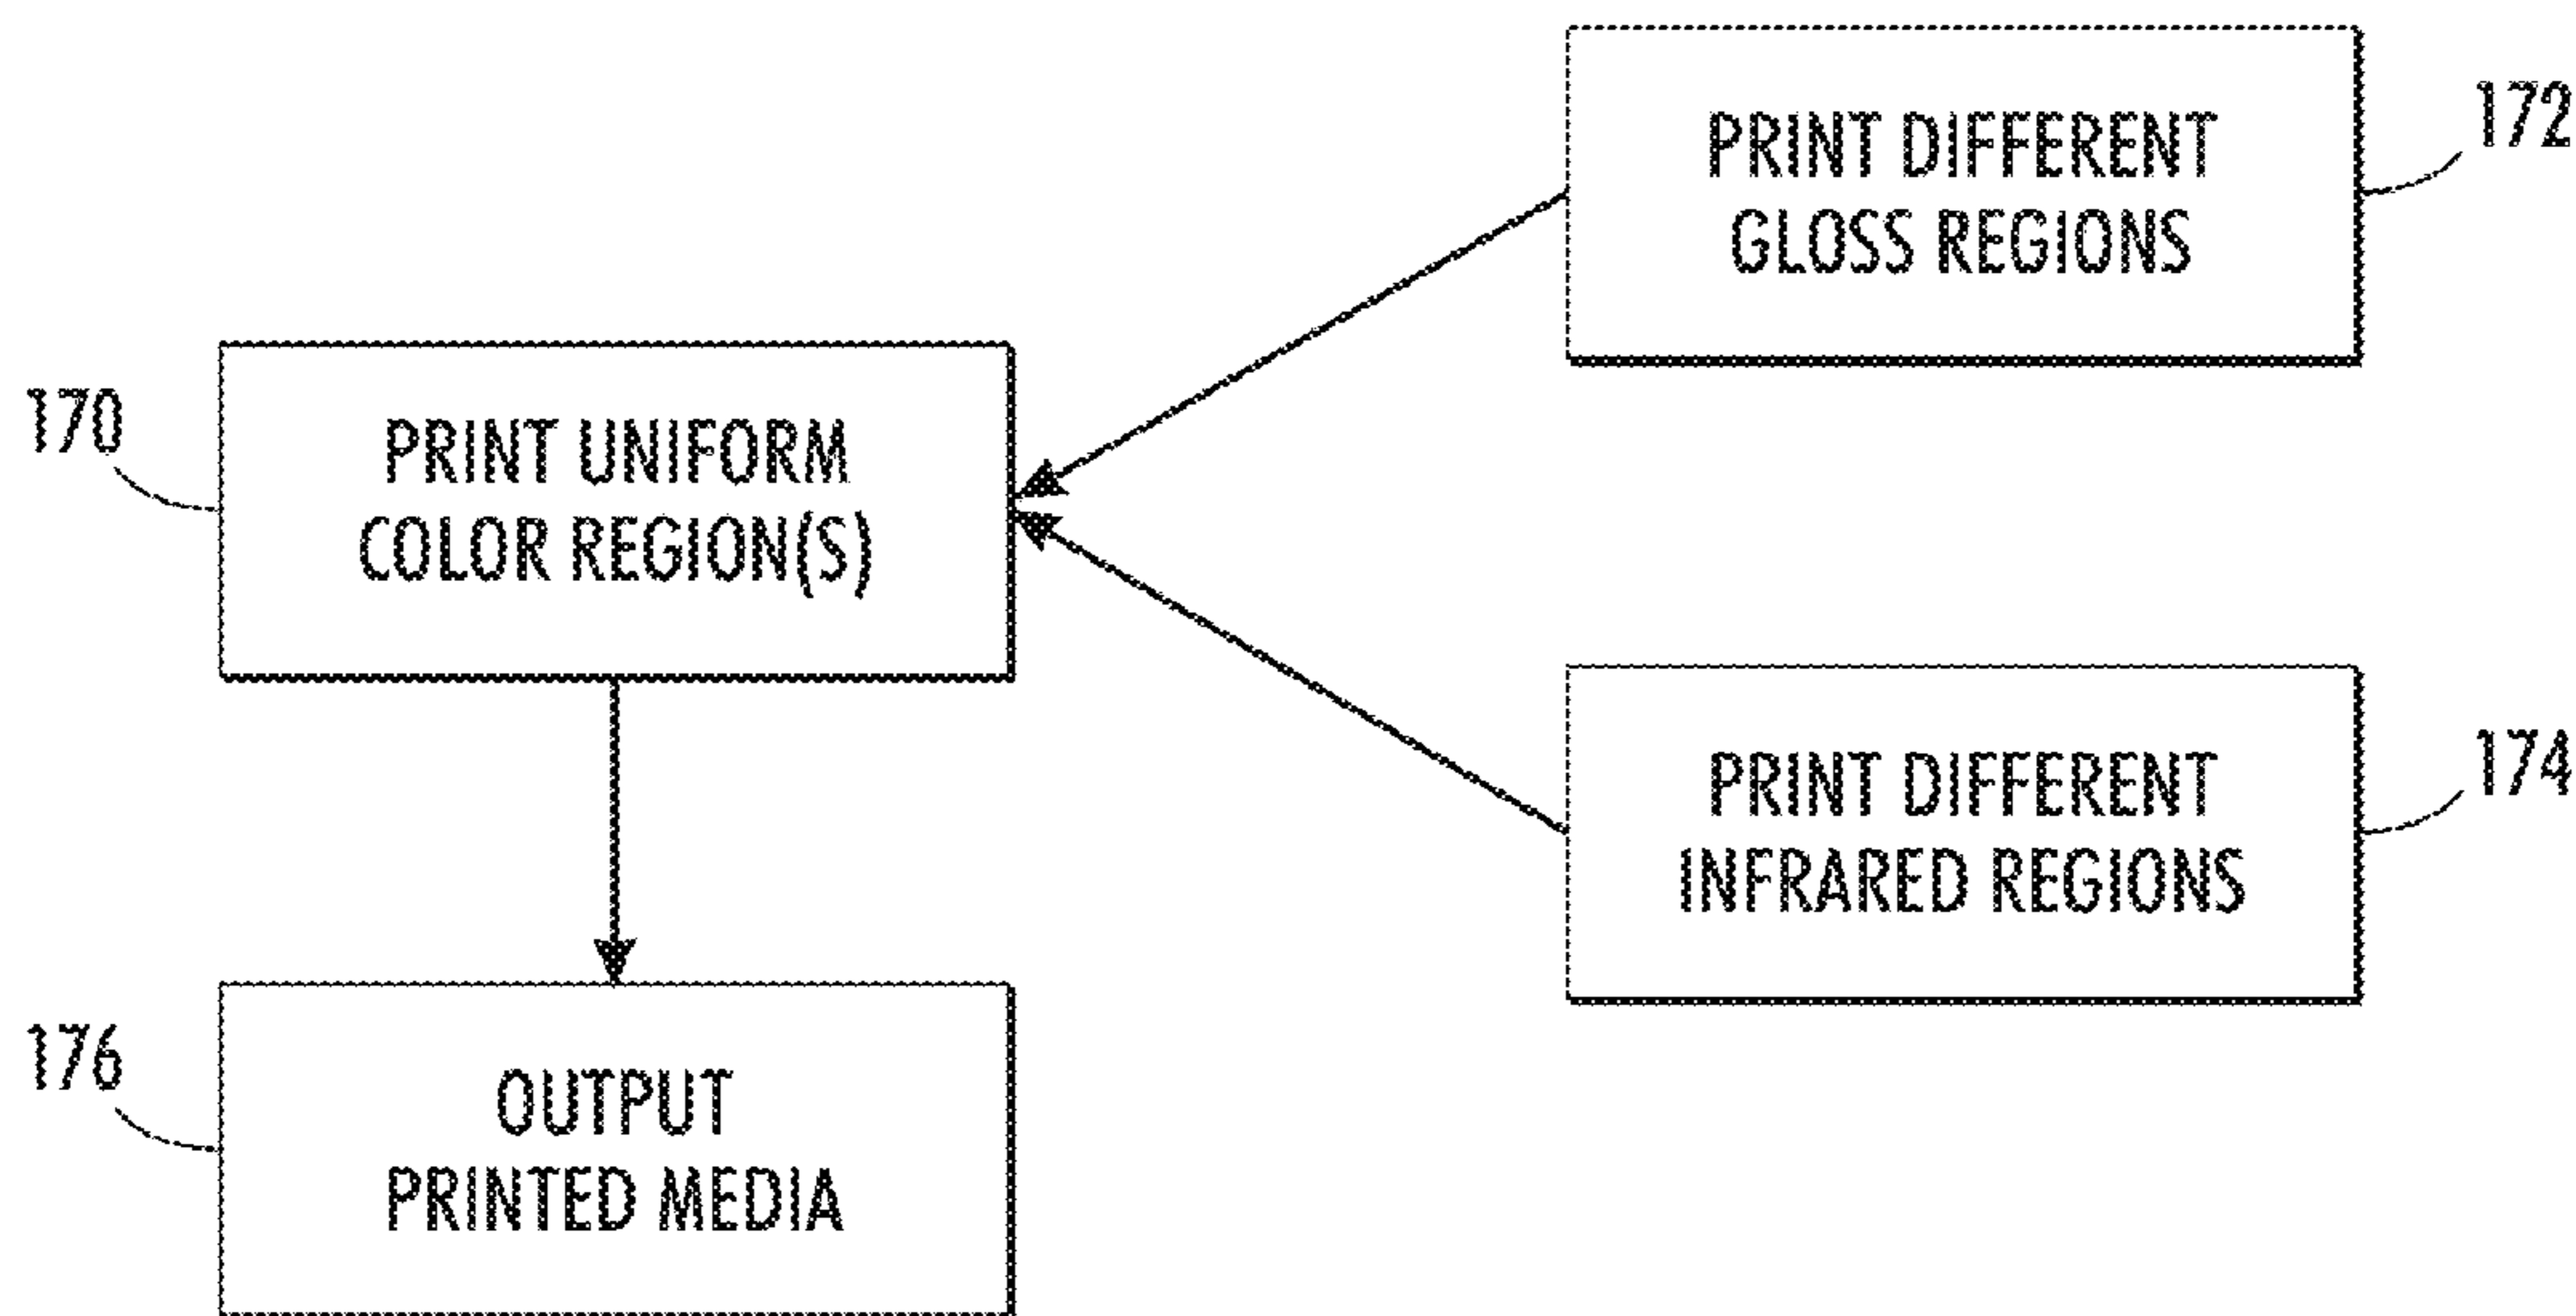 172
PRINT DIFFERENT
GLOSS REGIONS
170
PRINT UNIFORM
COLOR REGION(S)
174
PRINT DIFFERENT
INFRARED REGIONS
176
OUTPUT
PRINTED MEDIA